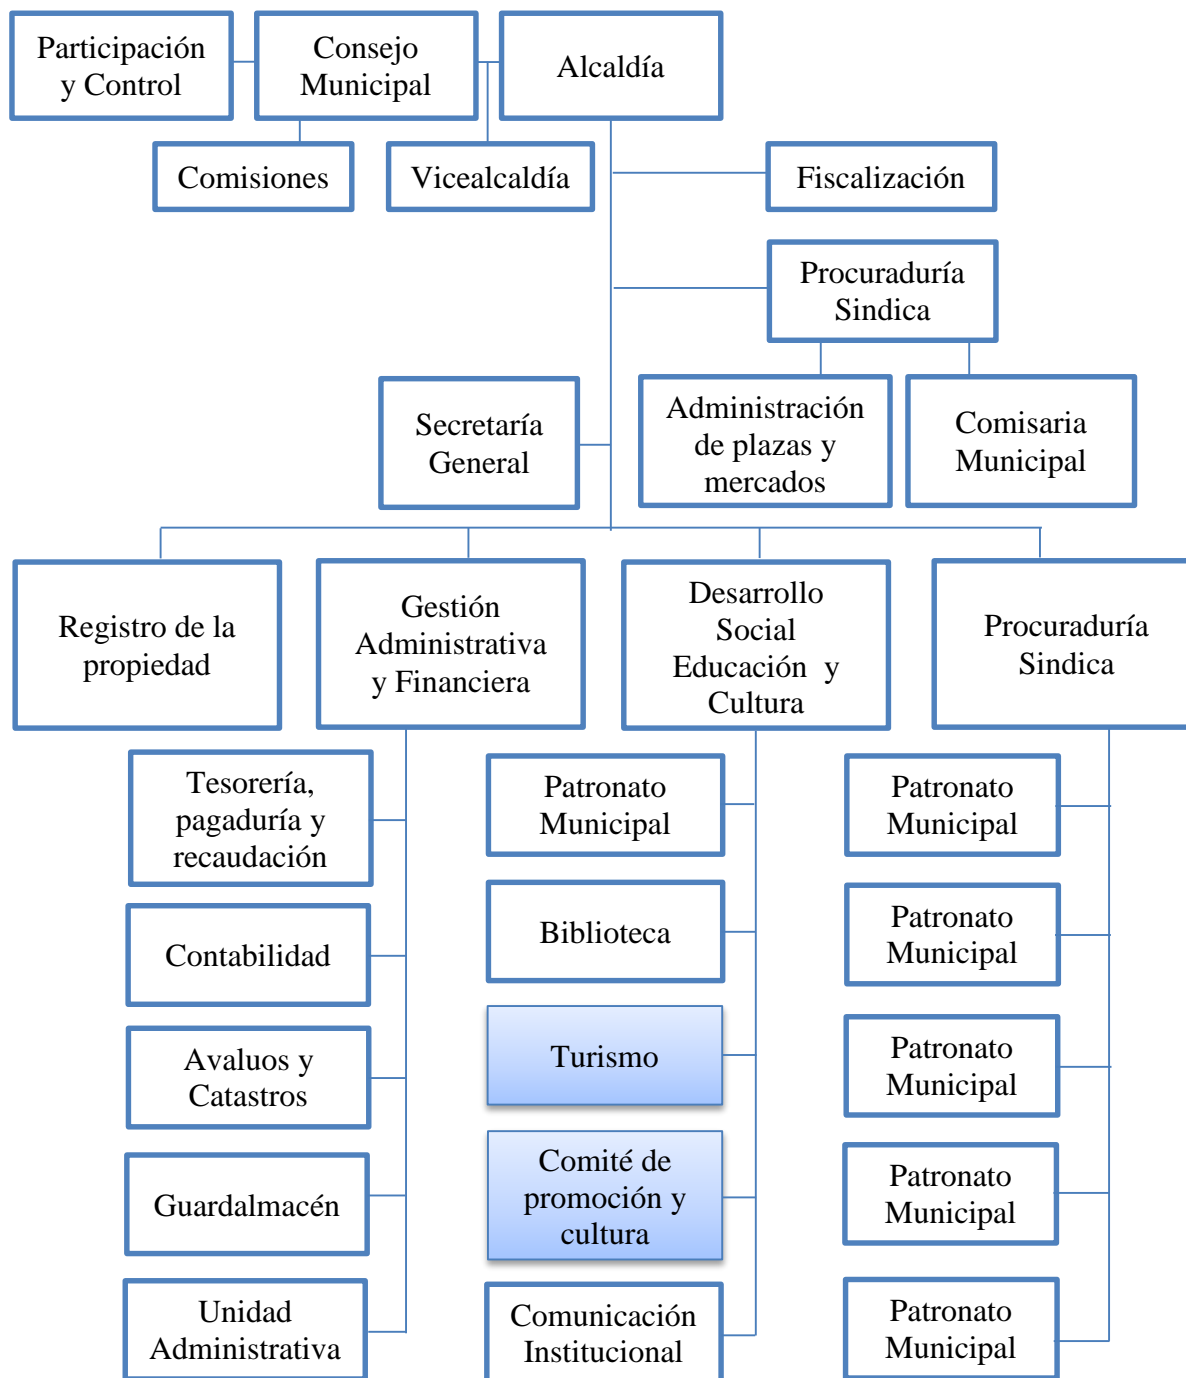 Participación
y Control
Consejo
Municipal
Alcaldía
Comisiones
Vicealcaldía
Fiscalización
Procuraduría
Sindica
Secretaría
General
Administración
de plazas y
mercados
Comisaria
Municipal
Registro de la
propiedad
Gestión
Administrativa
y Financiera
Desarrollo
Social
Educación y
Cultura
Procuraduría
Sindica
Tesorería,
pagaduría y
recaudación
Contabilidad
Avaluos y
Catastros
Guardalmacén
Unidad
Administrativa
Patronato
Municipal
Biblioteca
Turismo
Comité de
promoción y
cultura
Comunicación
Institucional
Patronato
Municipal
Patronato
Municipal
Patronato
Municipal
Patronato
Municipal
Patronato
Municipal